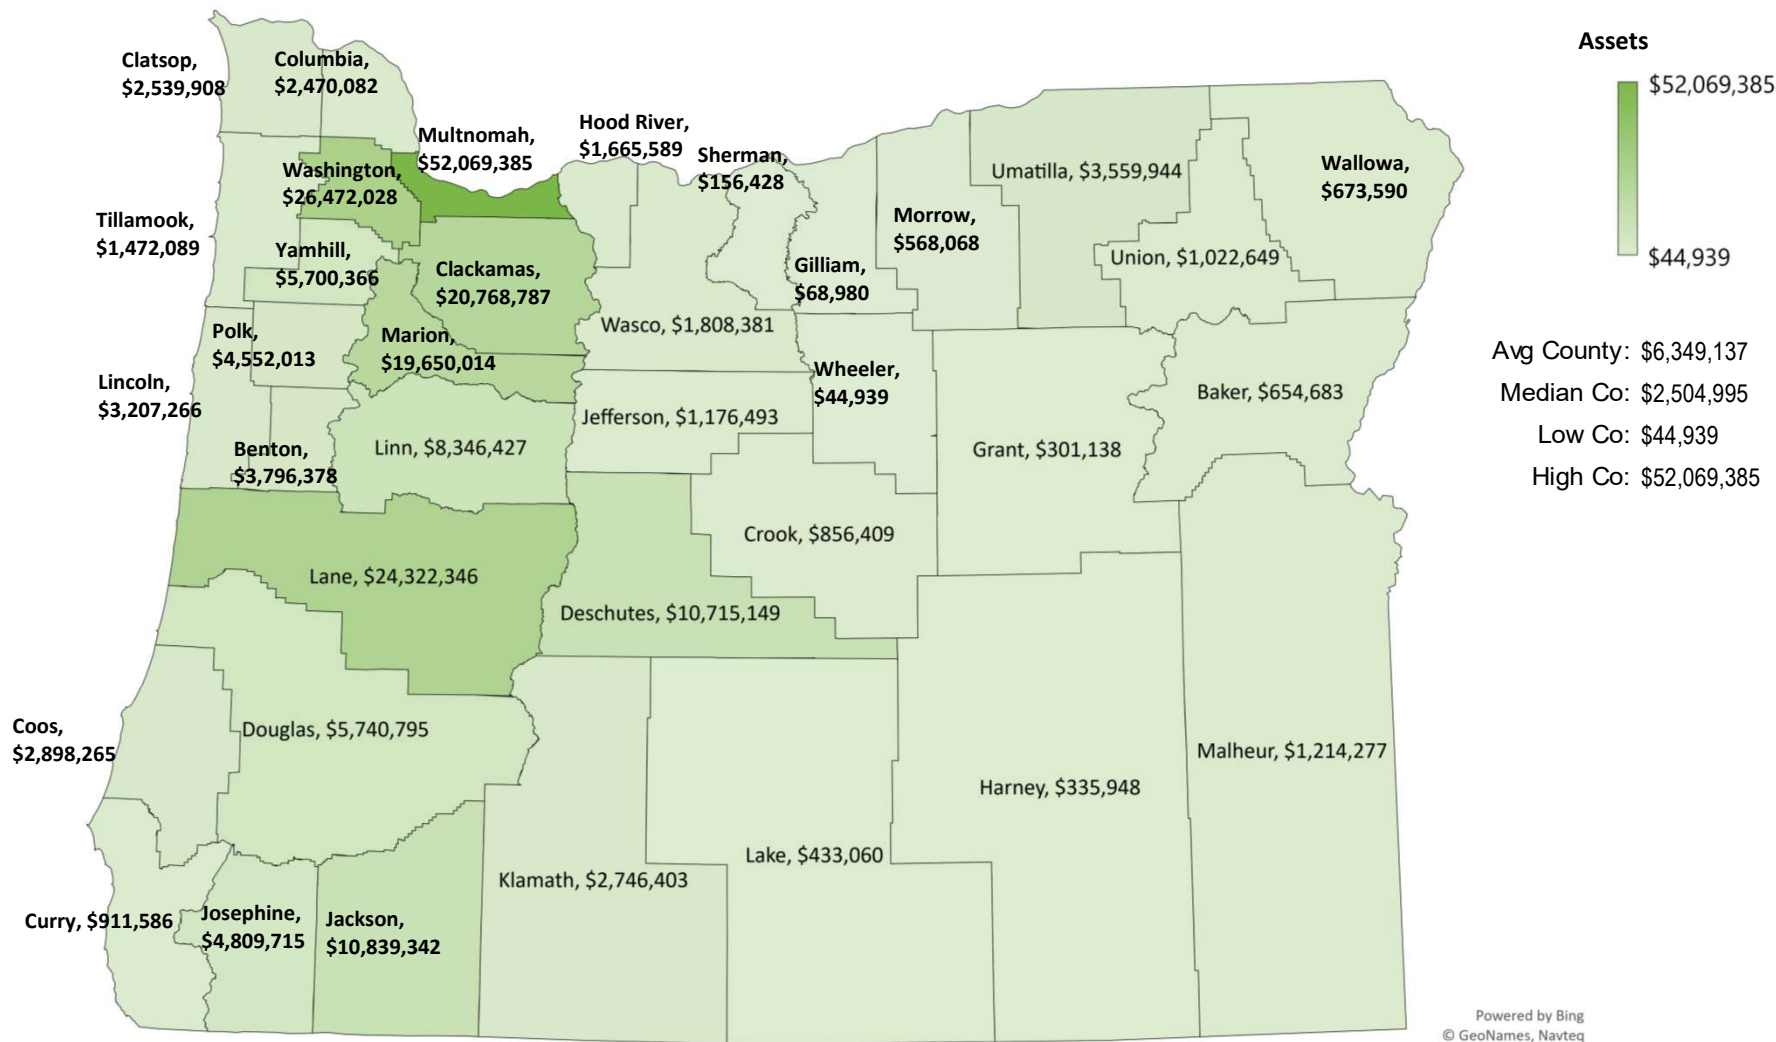 Clatsop,
$2,539,908
Columbia,
$2,470,082
Multnomah,
$52,069,385
Hood River,
$1,665,589
Sherman,
$156,428
Washington,
$26,472,028
Umatilla, $3,559,944
Wallowa,
$673,590
Tillamook,
$1,472,089
Morrow,
$568,068
Yamhill,
$5,700,366
Clackamas,
$20,768,787
Gilliam,
$68,980
Union, $1,022,649
Polk,
$4,552,013
Marion,
$19,650,014
Wasco, $1,808,381
Lincoln,
$3,207,266
Wheeler,
$44,939
Jefferson, $1,176,493
Baker, $654,683
Benton,
$3,796,378
Linn, $8,346,427
Grant, $301,138
Crook, $856,409
Lane, $24,322,346
Deschutes, $10,715,149
Coos,
$2,898,265
Douglas, $5,740,795
Malheur, $1,214,277
Harney, $335,948
Lake, $433,060
Klamath, $2,746,403
Curry, $911,586
Josephine,
$4,809,715
Jackson,
$10,839,342
Assets
$52,069,385
$44,939
Avg County: $6,349,137
Median Co: $2,504,995
Low Co: $44,939
High Co: $52,069,385
Powered by Bing
© GeoNames, Navteq